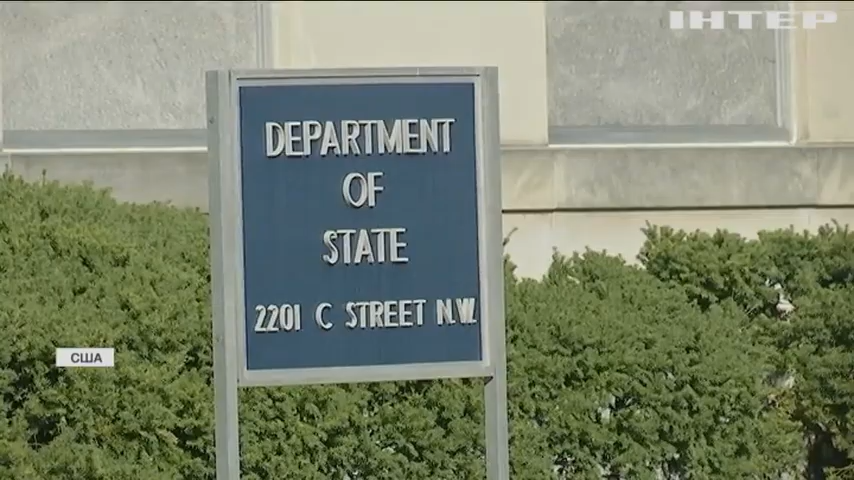 ІНТЕР
DEPARTMENT
OF
STATE
2201 C STREET N.W.
США